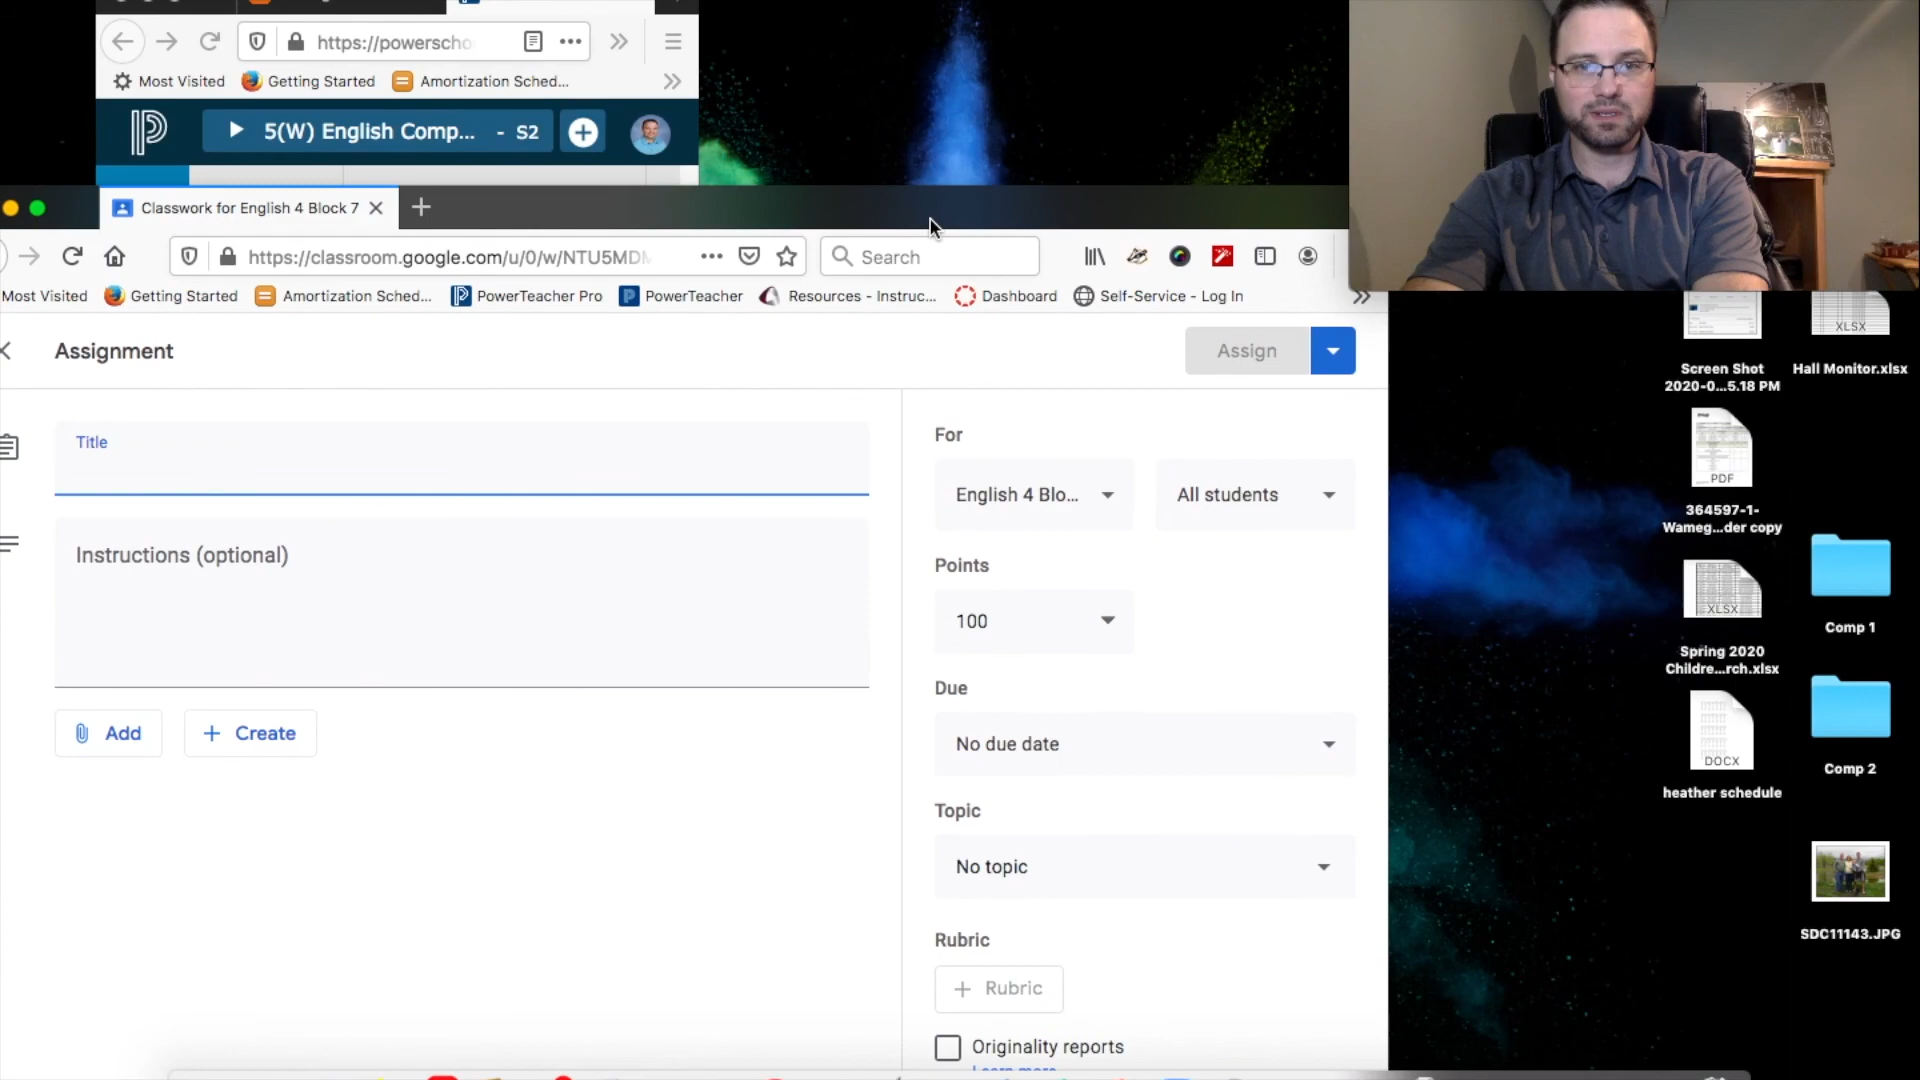 https://powerscho
Most Visited
Getting Started
Amortization Sched...
5(W) English Comp... - S2
Classwork for English 4 Block 7
https://classroom.google.com/u/0/w/NTU5MDM
Search
Most Visited
Getting Started
Amortization Sched...
PowerTeacher Pro
PowerTeacher
Resources - Instruc...
Dashboard
Self-Service - Log In
Assignment
Assign
Title
Instructions (optional)
Add
Create
For
English 4 Blo...
All students
Points
100
Due
No due date
Topic
No topic
Rubric
Rubric
Originality reports
Learn more
XLSX
Screen Shot
2020-0...5.18 PM
Hall Monitor.xlsx
PDF
364597-1-
Wameg...der copy
XLSX
Spring 2020
Childre...rch.xlsx
Comp 1
DOCX
heather schedule
Comp 2
SDC11143.JPG